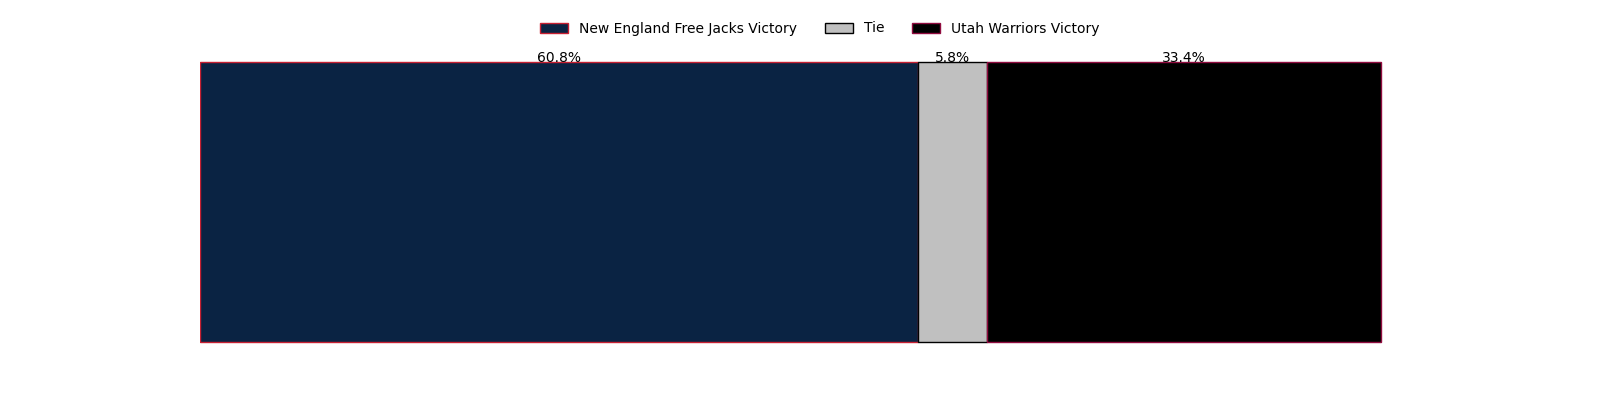 New England Free Jacks Victory Tie Utah Warriors Victory
60.8% 5.8% 33.4%